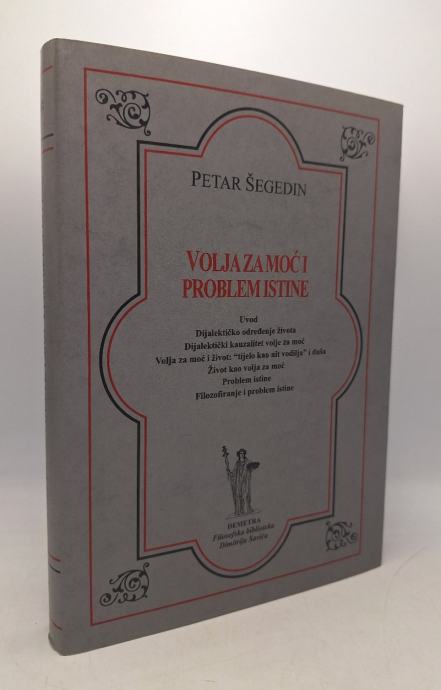 PETAR ŠEGEDIN
VOLJA ZA MOĆ I
PROBLEM ISTINE
Uvod
Dijalektičko određenje života
Dijalektički kauzalitet volje za moć
Volja za moć i život: “tijelo kao nit vodilja” i duša
Život kao volja za moć
Problem istine
Filozofiranje i problem istine
DEMETRA
Filosofska biblioteka
Dimitrija Savića